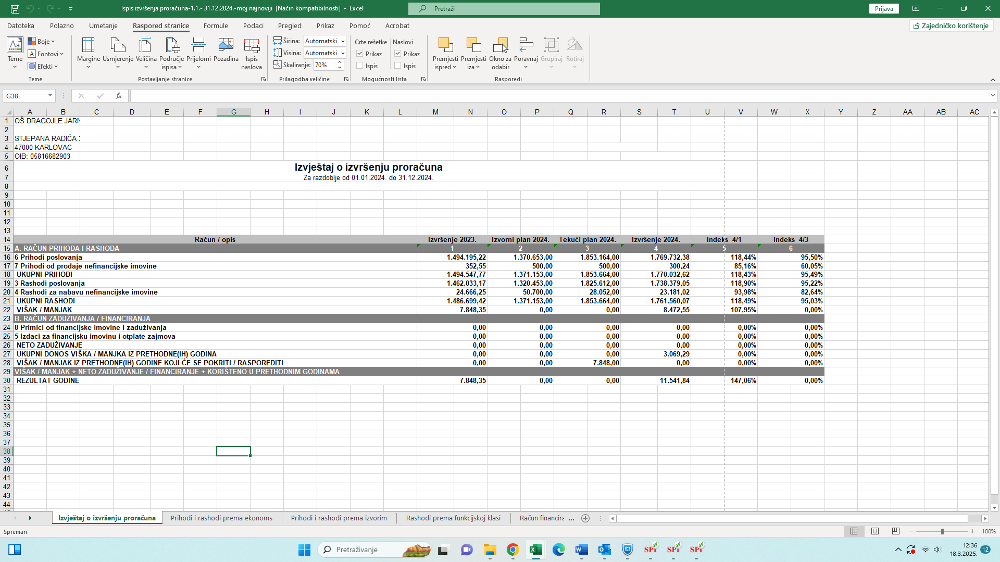 Ispis izvršenja proračuna-1.1.- 31.12.2024.-moj najnoviji [Način kompatibilnosti] - Excel
Pretraži
Prijava
Datoteka Polazno Umetanje Raspored stranice Formule Podaci Pregled Prikaz Pomoć Acrobat
Zajedničko korištenje
Teme
Boje
Fontovi
Efekti
Margine Usmjerenje Veličina Područje ispisa Prijelomi Pozadina Ispis naslova
Širina: Automatski
Visina: Automatski
Skaliranje: 70%
Crte rešetke Naslovi
Prikaz Prikaz
Ispis Ispis
Premjesti ispred Premjesti iza Okno za odabir Poravnaj Grupiraj Rotiraj
Teme Postavljanje stranice Prilagodba veličine Mogućnosti lista Rasporedi
G38
fx
A B C D E F G H I J K L M N O P Q R S T U V W X Y Z AA AB AC
1 OŠ DRAGOJLE
2
3 STJEPANA RADIĆA
4 47000 KARLOVAC
5 OIB: 05816682903
6 Izvještaj o izvršenju proračuna
7 Za razdoblje od 01.01.2024. do 31.12.2024.
8
9
10
11
12
13
14 Račun / opis Izvršenje 2023. Izvorni plan 2024. Tekući plan 2024. Izvršenje 2024. Indeks 4/1 Indeks 4/3
15 A. RAČUN PRIHODA I RASHODA 1 2 3 4 5 6
16 6 Prihodi poslovanja 1.494.195,22 1.370.653,00 1.853.164,00 1.769.732,38 118,44% 95,50%
17 7 Prihodi od prodaje nefinancijske imovine 352,55 500,00 500,00 300,24 85,16% 60,05%
18 UKUPNI PRIHODI 1.494.547,77 1.371.153,00 1.853.664,00 1.770.032,62 118,43% 95,49%
19 3 Rashodi poslovanja 1.462.033,17 1.320.453,00 1.825.612,00 1.738.379,05 118,90% 95,22%
20 4 Rashodi za nabavu nefinancijske imovine 24.666,25 50.700,00 28.052,00 23.181,02 93,98% 82,64%
21 UKUPNI RASHODI 1.486.699,42 1.371.153,00 1.853.664,00 1.761.560,07 118,49% 95,03%
22 VIŠAK / MANJAK 7.848,35 0,00 0,00 8.472,55 107,95% 0,00%
23 B. RAČUN ZADUŽIVANJA / FINANCIRANJA
24 8 Primici od financijske imovine i zaduživanja 0,00 0,00 0,00 0,00 0,00% 0,00%
25 5 Izdaci za financijsku imovinu i otplate zajmova 0,00 0,00 0,00 0,00 0,00% 0,00%
26 NETO ZADUŽIVANJE 0,00 0,00 0,00 0,00 0,00% 0,00%
27 UKUPNI DONOS VIŠKA / MANJKA IZ PRETHODNE(IH) GODINA 0,00 0,00 0,00 3.069,29 0,00% 0,00%
28 VIŠAK / MANJAK IZ PRETHODNE(IH) GODINE KOJI ĆE SE POKRITI / RASPOREDITI 0,00 0,00 7.848,00 0,00 0,00% 0,00%
29 VIŠAK / MANJAK + NETO ZADUŽIVANJE / FINANCIRANJE + KORIŠTENO U PRETHODNIM GODINAMA
30 REZULTAT GODINE 7.848,35 0,00 0,00 11.541,84 147,06% 0,00%
31
32
33
34
35
36
37
38
39
40
41
42
43
44
Izvještaj o izvršenju proračuna Prihodi i rashodi prema ekonoms Prihodi i rashodi prema izvorim Rashodi prema funkcijskoj klasi Račun financira ...
Spreman
100%
Pretraživanje
SPI SPI SPI
12:36
18.3.2025.
12